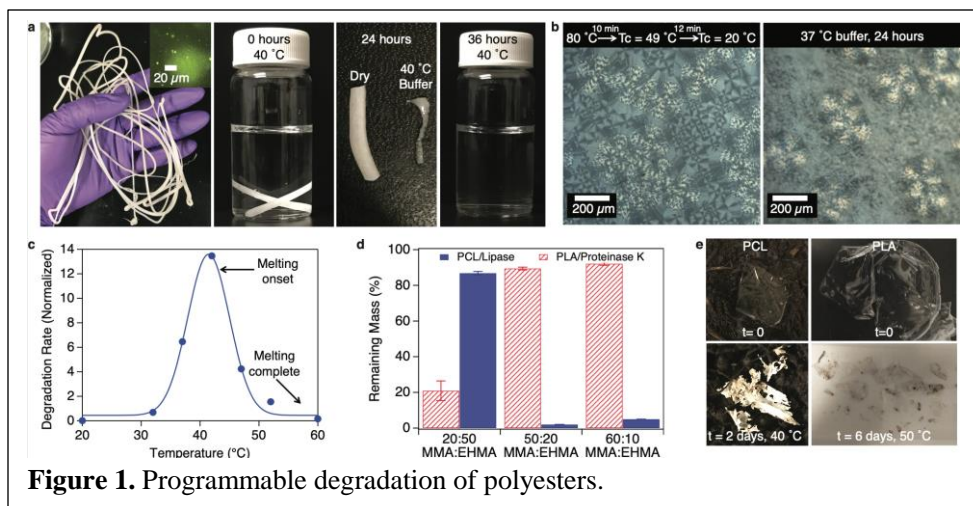 a
20 µm
0 hours
40 ˚C
24 hours
Dry
40 ˚C
Buffer
36 hours
40 ˚C
b
80 ˚C 10 min → Tc = 49 ˚C 12 min → Tc = 20 ˚C
200 µm
37 ˚C buffer, 24 hours
200 µm
c
Degradation Rate (Normalized)
14
12
10
8
6
4
2
0
20
30
40
50
60
Temperature (°C)
Melting
onset
Melting
complete
d
Remaining Mass (%)
100
80
60
40
20
0
PCL/Lipase
PLA/Proteinase K
20:50
MMA:EHMA
50:20
MMA:EHMA
60:10
MMA:EHMA
e
PCL
t= 0
PLA
t=0
t = 2 days, 40 ˚C
t = 6 days, 50 ˚C
Figure 1. Programmable degradation of polyesters.